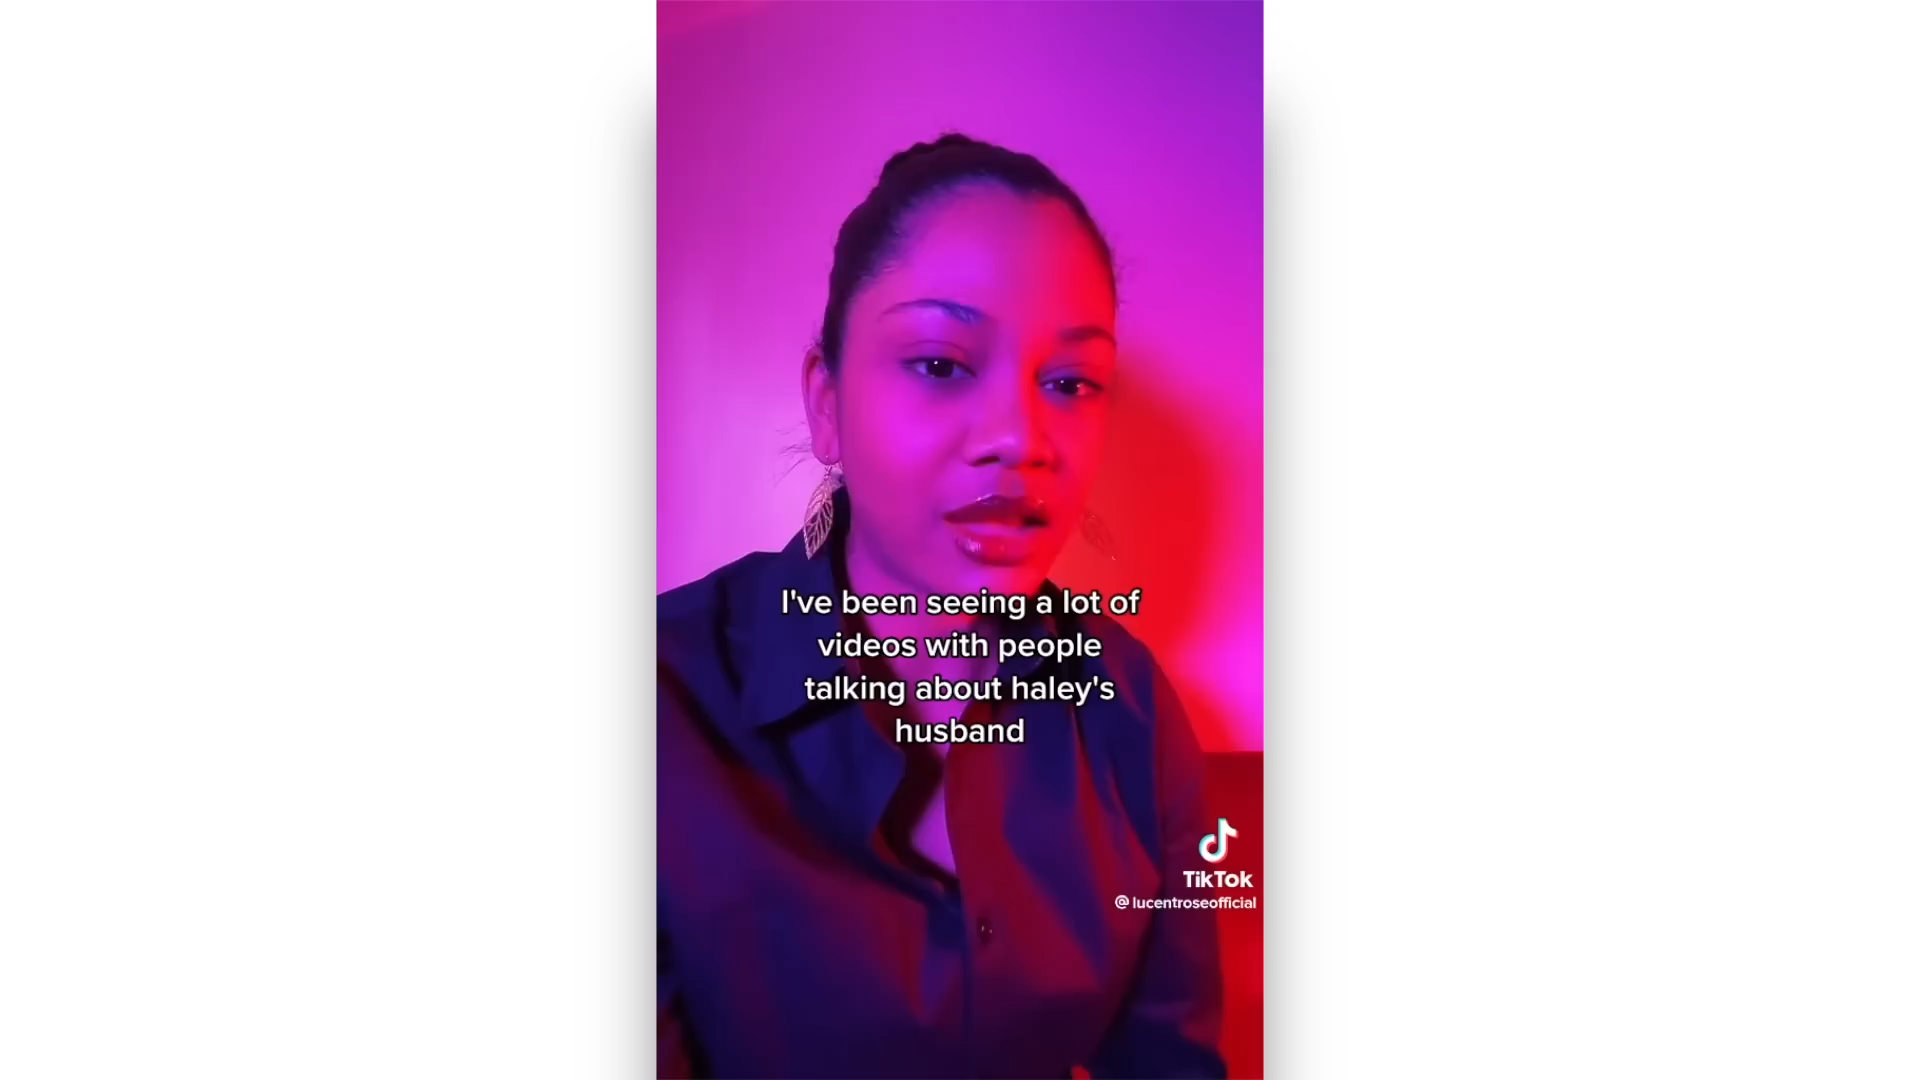 I've been seeing a lot of
videos with people
talking about haley's
husband
TikTok
@lucentroseofficial